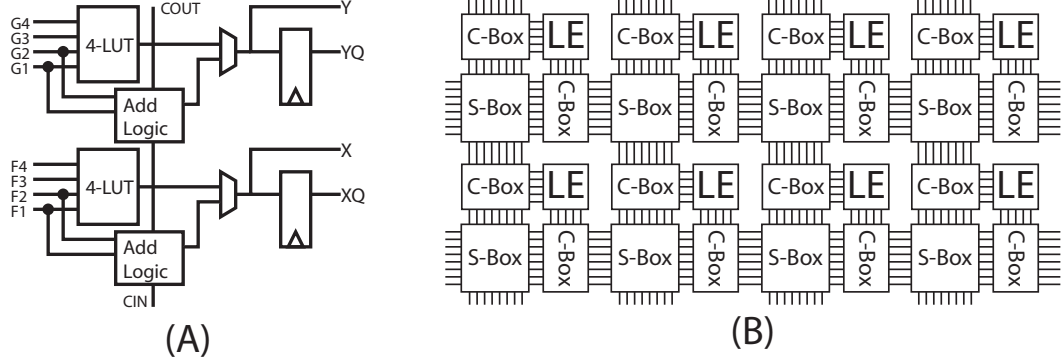 COUT
G4
G3
G2
G1
4-LUT
Y
YQ
Add
Logic
F4
F3
F2
F1
4-LUT
X
XQ
Add
Logic
CIN
(A)
C-Box LE C-Box LE C-Box LE C-Box LE
S-Box C-Box S-Box C-Box S-Box C-Box S-Box C-Box
C-Box LE C-Box LE C-Box LE C-Box LE
S-Box C-Box S-Box C-Box S-Box C-Box S-Box C-Box
(B)